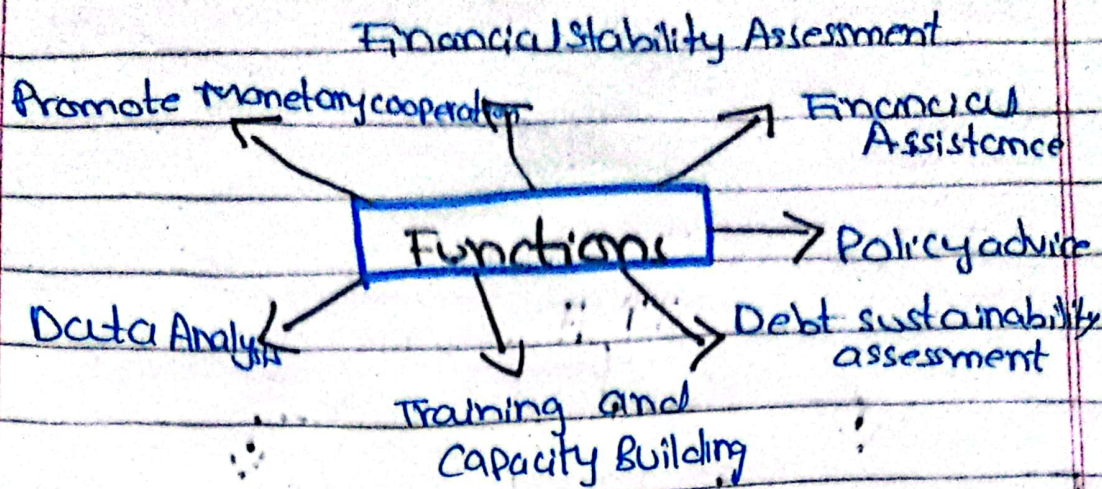 Financial Stability Assessment
Promote Monetary cooperation
Financial
Assistance
Functions
Policy advice
Data Analysis
Debt sustainability
assessment
Training and
Capacity Building